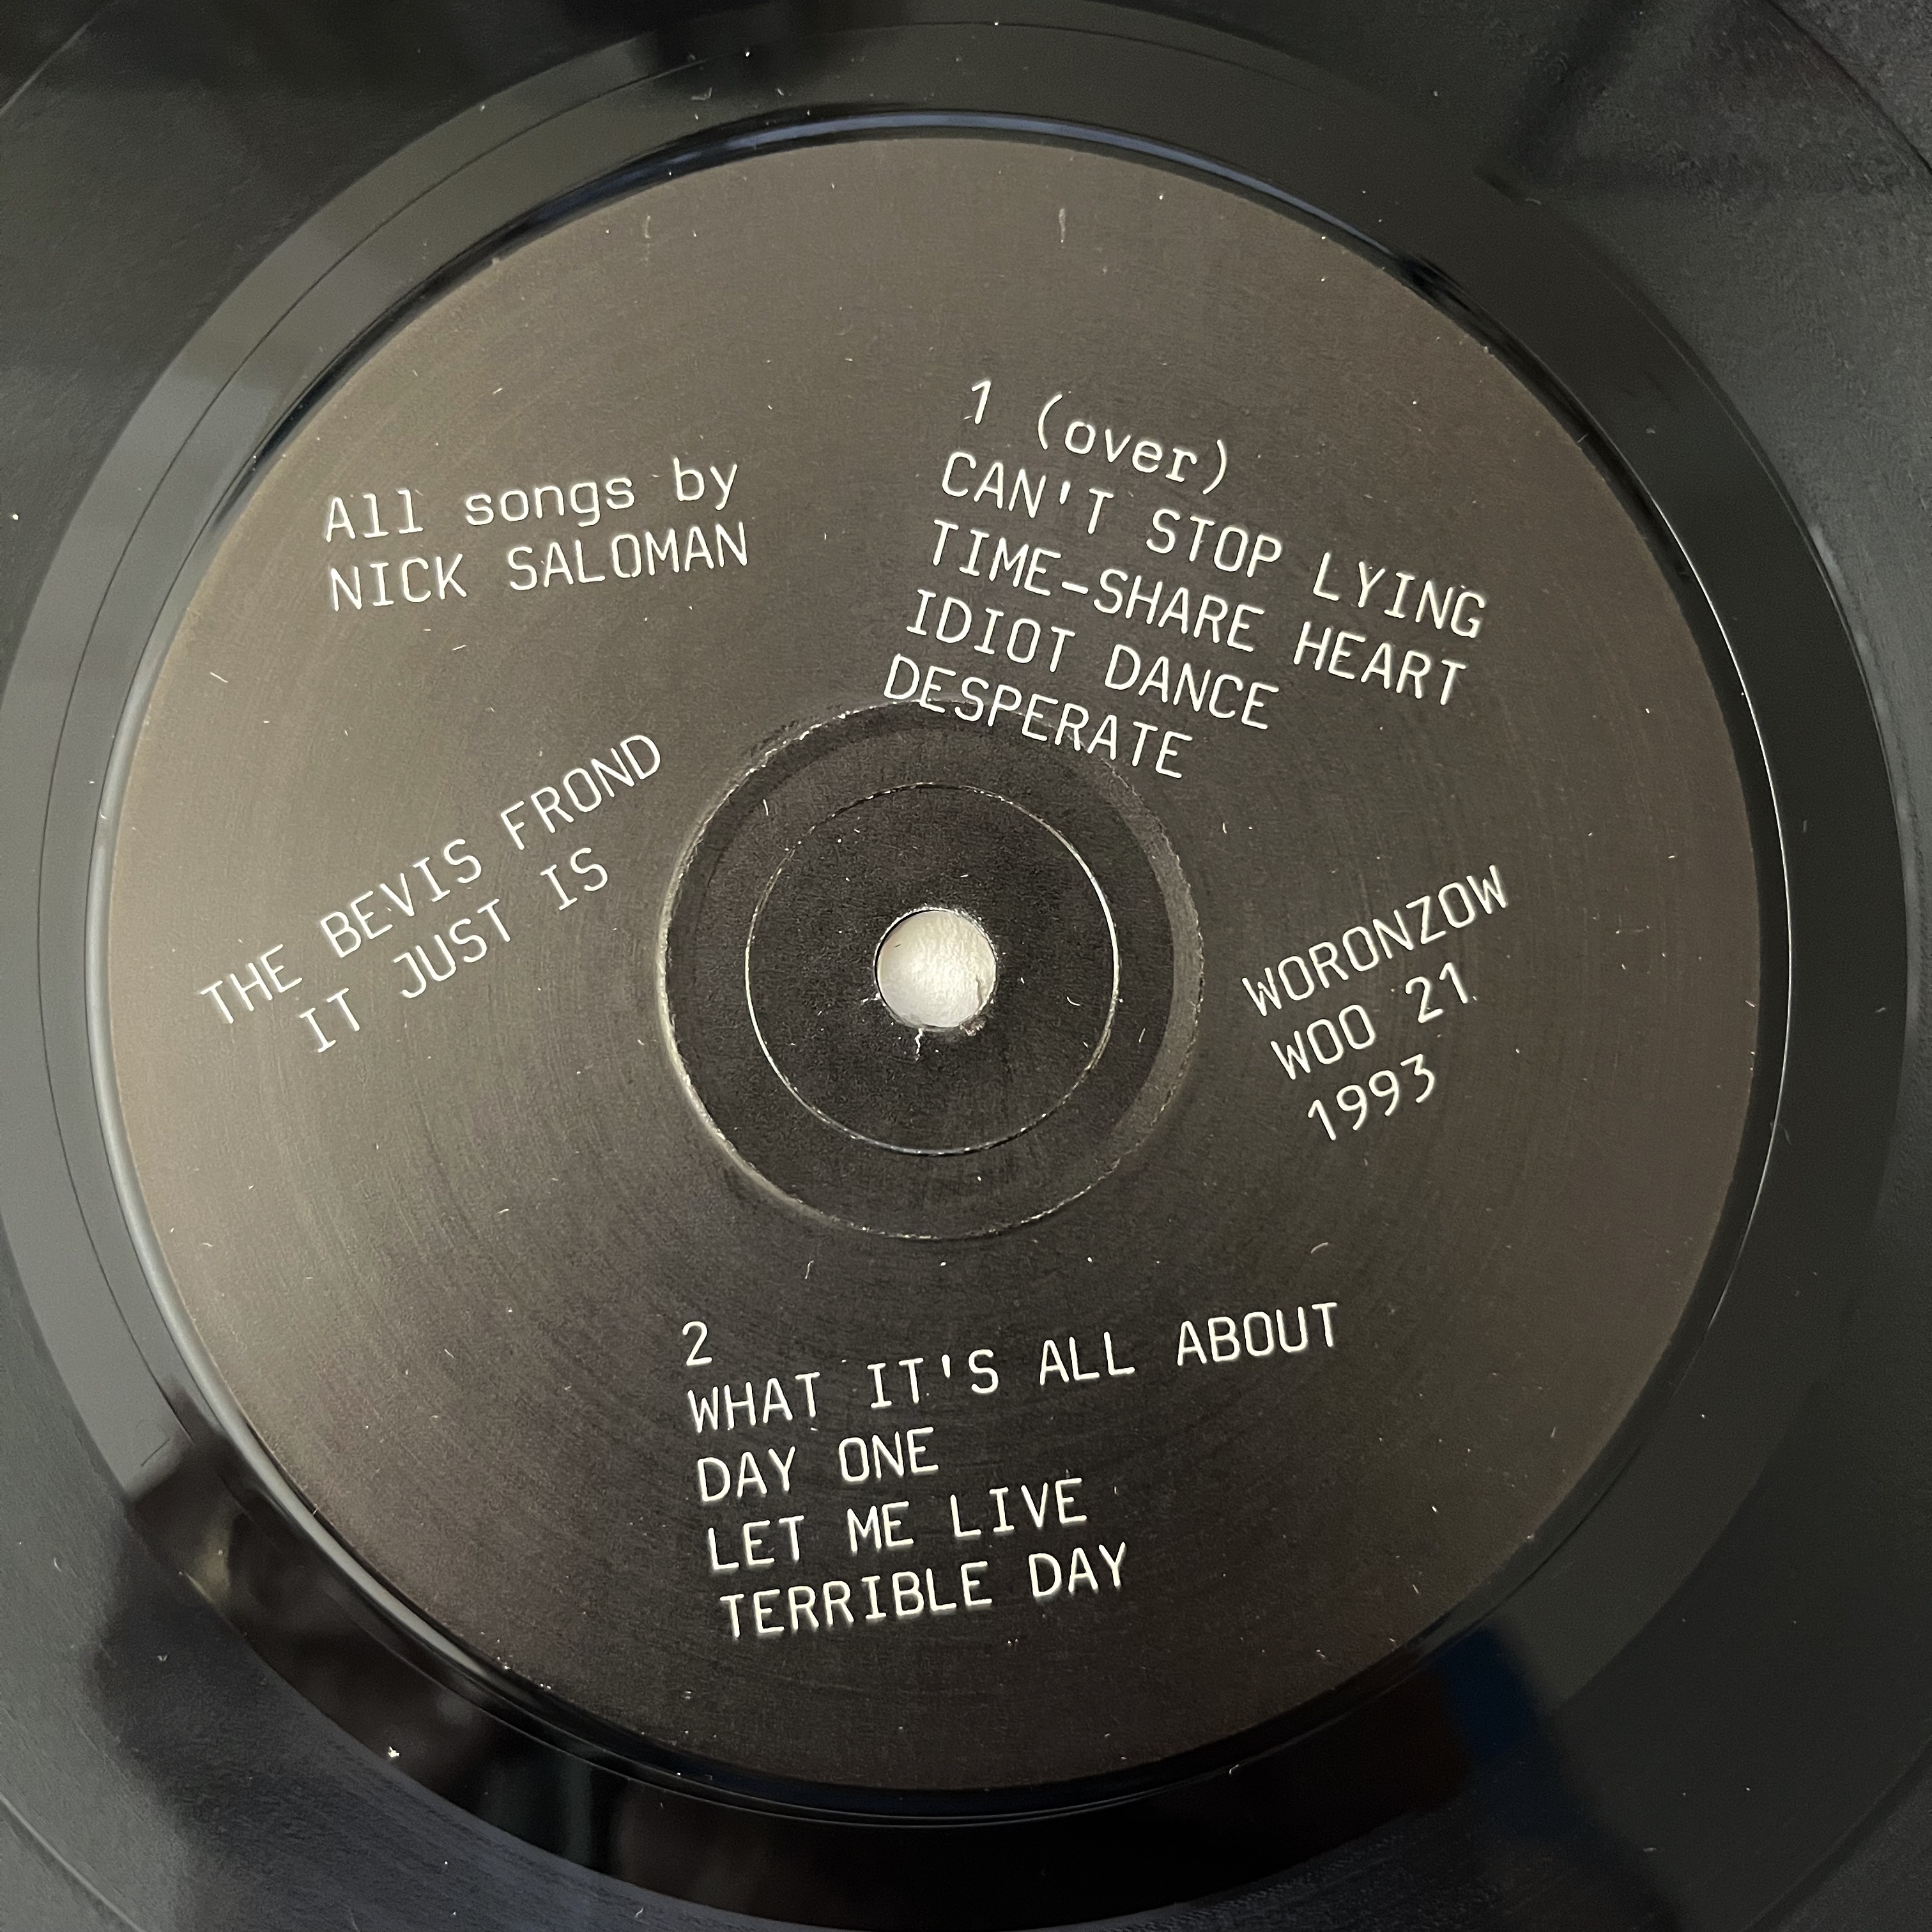 All songs by
NICK SALOMAN
1 (over)
CAN'T STOP LYING
TIME-SHARE HEART
IDIOT DANCE
DESPERATE
THE BEVIS FROND
IT JUST IS
WORONZOW
WOO 21
1993
2
WHAT IT'S ALL ABOUT
DAY ONE
LET ME LIVE
TERRIBLE DAY